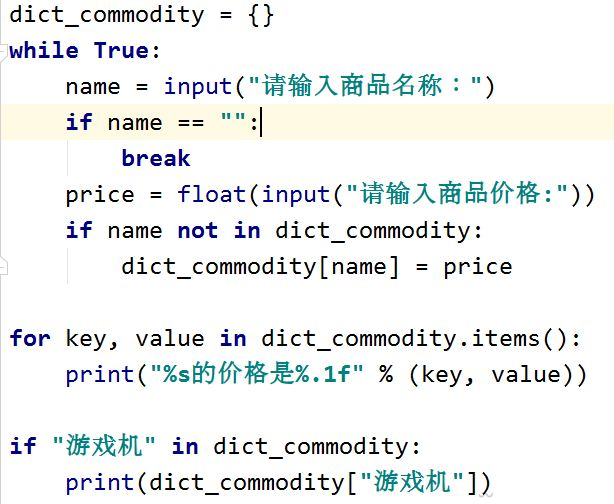 dict_commodity = {}
while True:
    name = input("请输入商品名称：")
    if name == "":
        break
    price = float(input("请输入商品价格:"))
    if name not in dict_commodity:
        dict_commodity[name] = price
for key, value in dict_commodity.items():
    print("%s的价格是%.1f" % (key, value))
if "游戏机" in dict_commodity:
    print(dict_commodity["游戏机"])